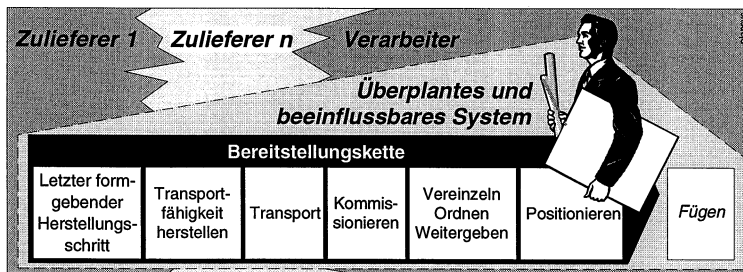 Zulieferer 1
Zulieferer n
Verarbeiter
Überplantes und
beeinflussbares System
Bereitstellungskette
Letzter form-
gebender
Herstellungs-
schritt
Transport-
fähigkeit
herstellen
Transport
Kommis-
sionieren
Vereinzeln
Ordnen
Weitergeben
Positionieren
Fügen